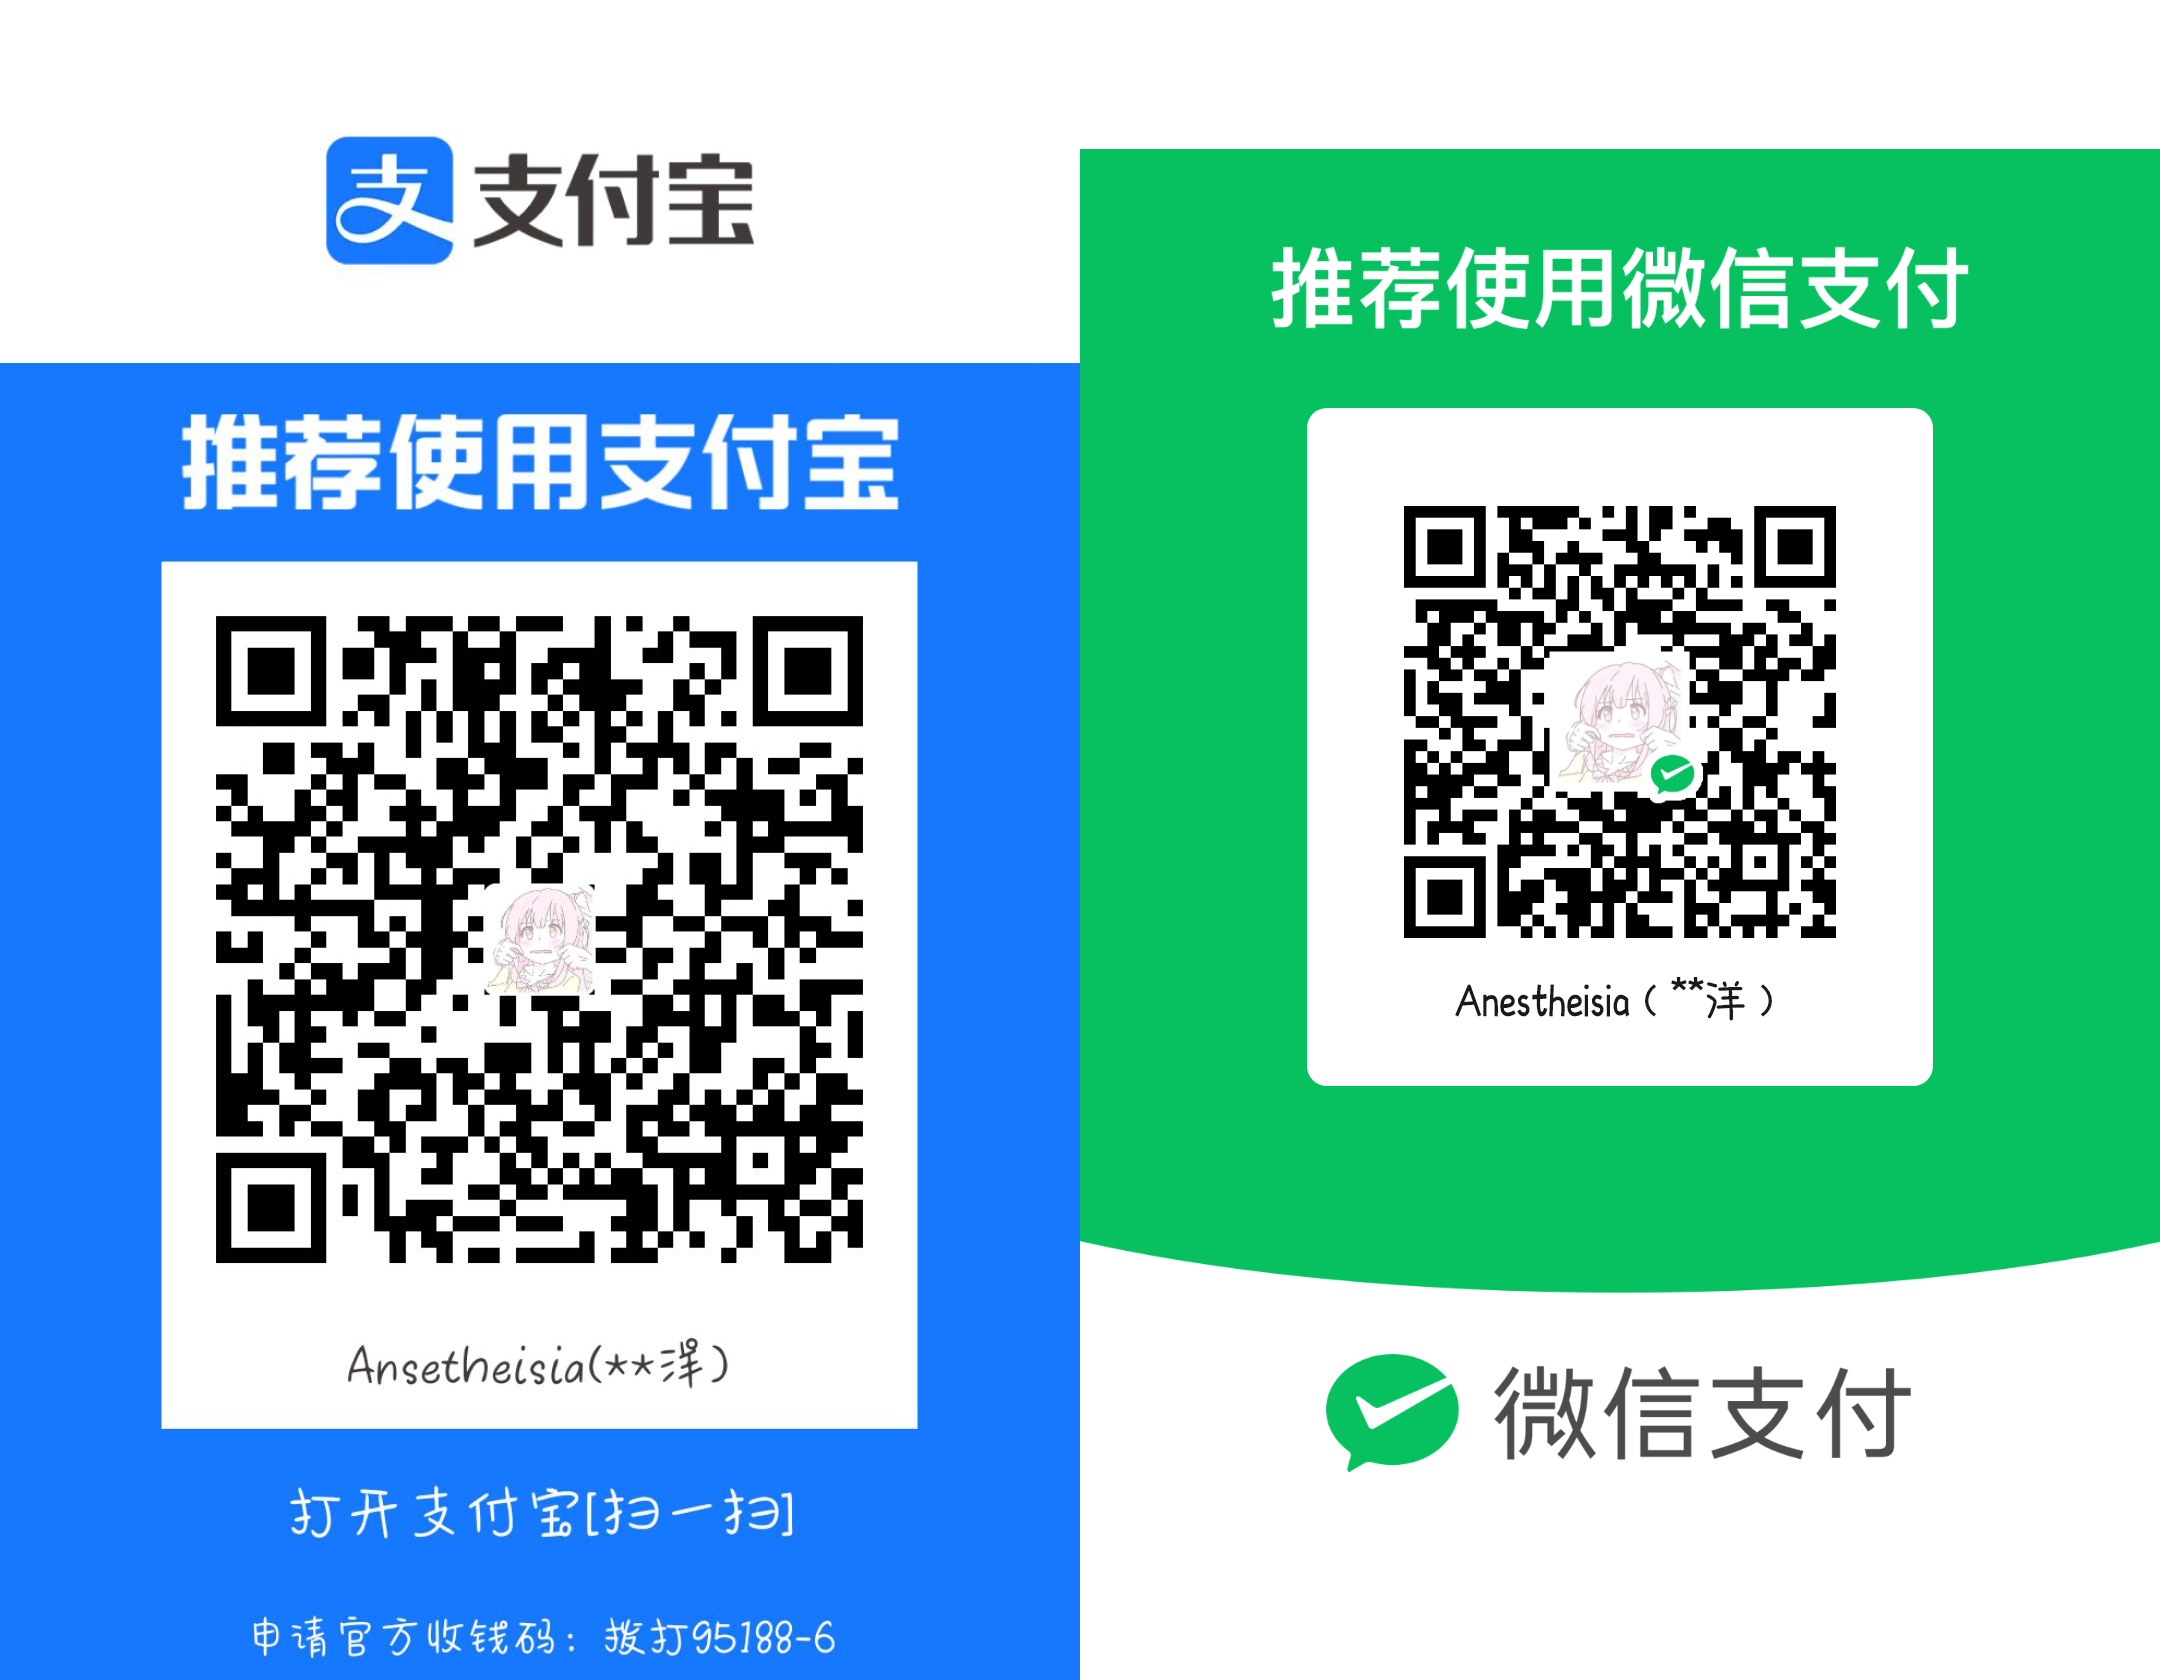 支 支付宝
推荐使用支付宝
Ansetheisia(**洋)
打开支付宝[扫一扫]
申请官方收钱码：拨打95188-6
推荐使用微信支付
Anestheisia（**洋）
微信支付